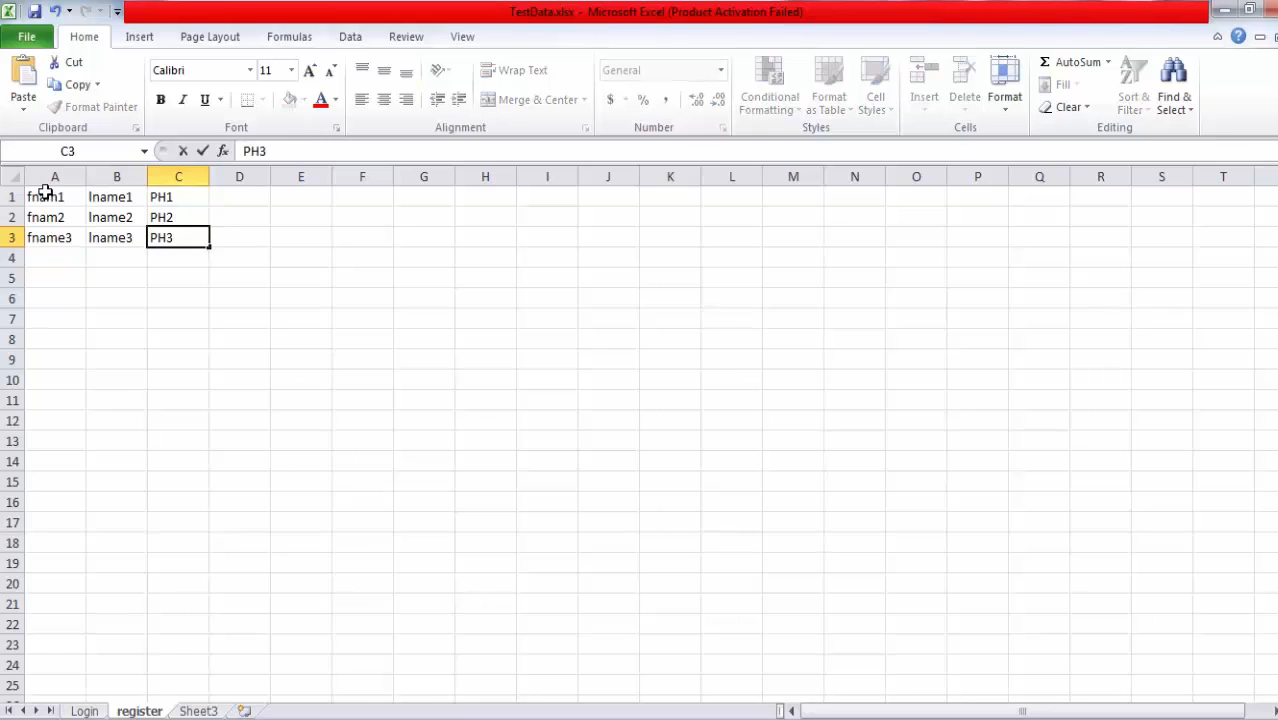 TestData.xlsx - Microsoft Excel (Product Activation Failed)
File Home Insert Page Layout Formulas Data Review View
Paste
Cut
Copy
Format Painter
Clipboard
Calibri 11
B I U
Font
Wrap Text
Merge & Center
Alignment
General
$ % ,
Number
Conditional Formatting
Format as Table
Cell Styles
Styles
Insert Delete Format
Cells
AutoSum
Fill
Clear
Sort & Filter
Find & Select
Editing
C3 fx PH3
A B C D E F G H I J K L M N O P Q R S T
1 fnam1 lname1 PH1
2 fnam2 lname2 PH2
3 fname3 lname3 PH3
4
5
6
7
8
9
10
11
12
13
14
15
16
17
18
19
20
21
22
23
24
25
Login register Sheet3